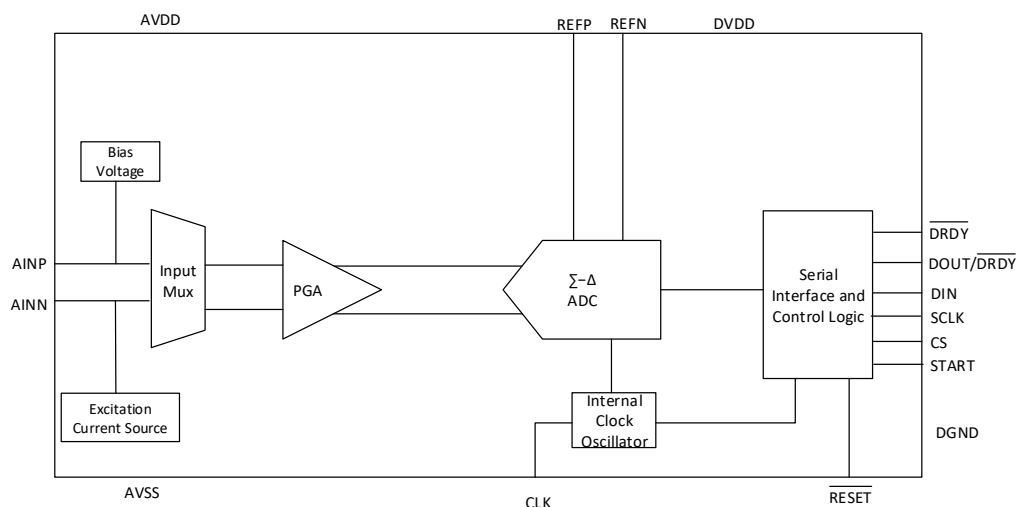 AVDD
REFP
REFN
DVDD
Bias
Voltage
AINP
AINN
Input
Mux
PGA
∑−Δ
ADC
Serial
Interface and
Control Logic
DRDY
DOUT/DRDY
DIN
SCLK
CS
START
Excitation
Current Source
Internal
Clock
Oscillator
DGND
AVSS
CLK
RESET